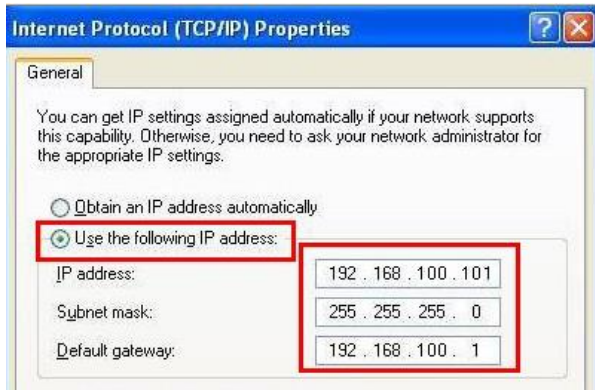 Internet Protocol (TCP/IP) Properties
General
You can get IP settings assigned automatically if your network supports
this capability. Otherwise, you need to ask your network administrator for
the appropriate IP settings.
Obtain an IP address automatically
Use the following IP address:
IP address: 192 . 168 . 100 . 101
Subnet mask: 255 . 255 . 255 . 0
Default gateway: 192 . 168 . 100 . 1